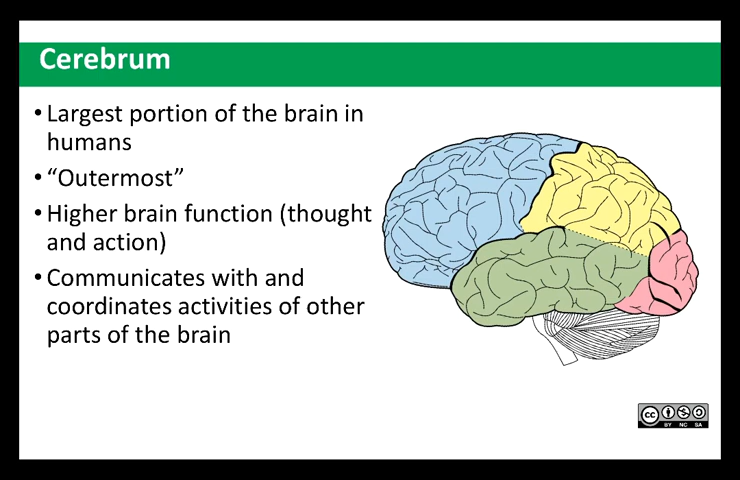 Cerebrum
• Largest portion of the brain in
humans
• “Outermost”
• Higher brain function (thought
and action)
• Communicates with and
coordinates activities of other
parts of the brain
cc
BY NC SA